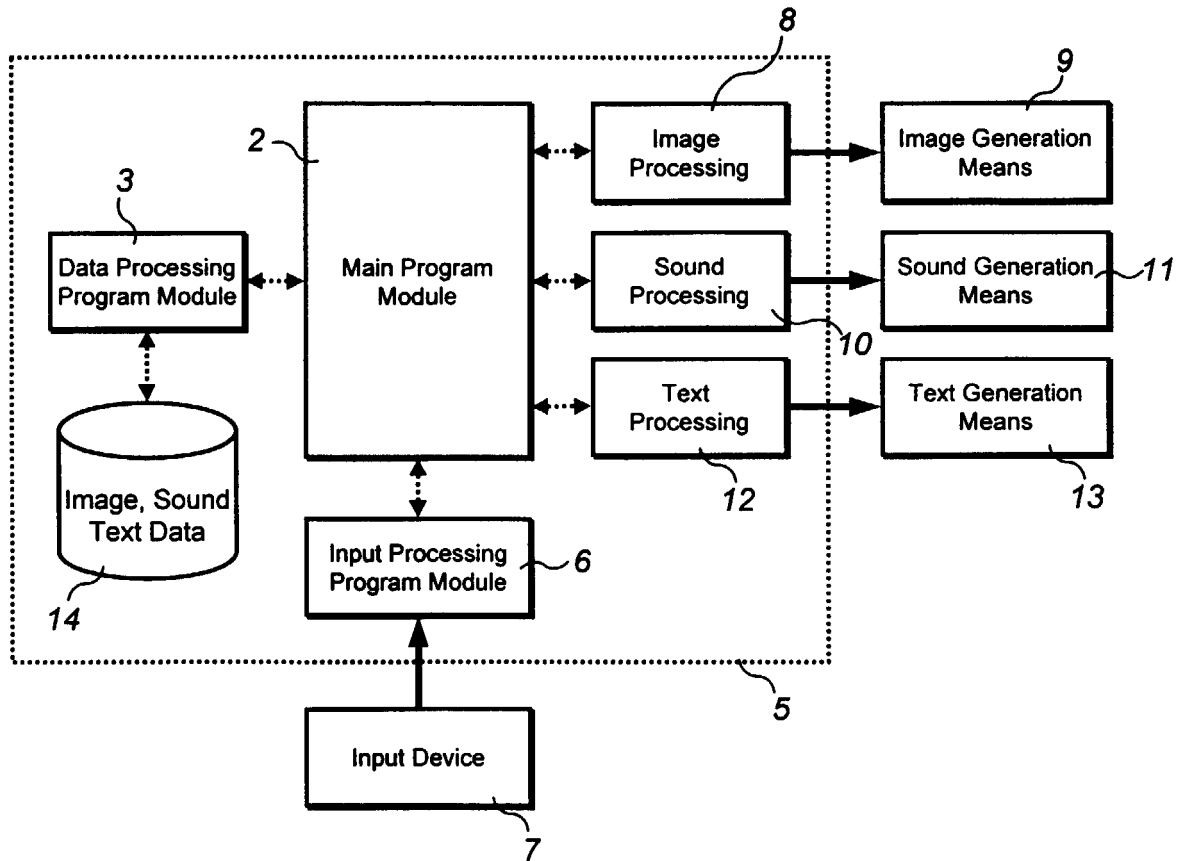 8
9
2
Image
Processing
Image Generation
Means
3
Data Processing
Program Module
Main Program
Module
Sound
Processing
Sound Generation
Means
11
10
Text
Processing
Text Generation
Means
12
13
Image, Sound
Text Data
14
Input Processing
Program Module
6
5
Input Device
7